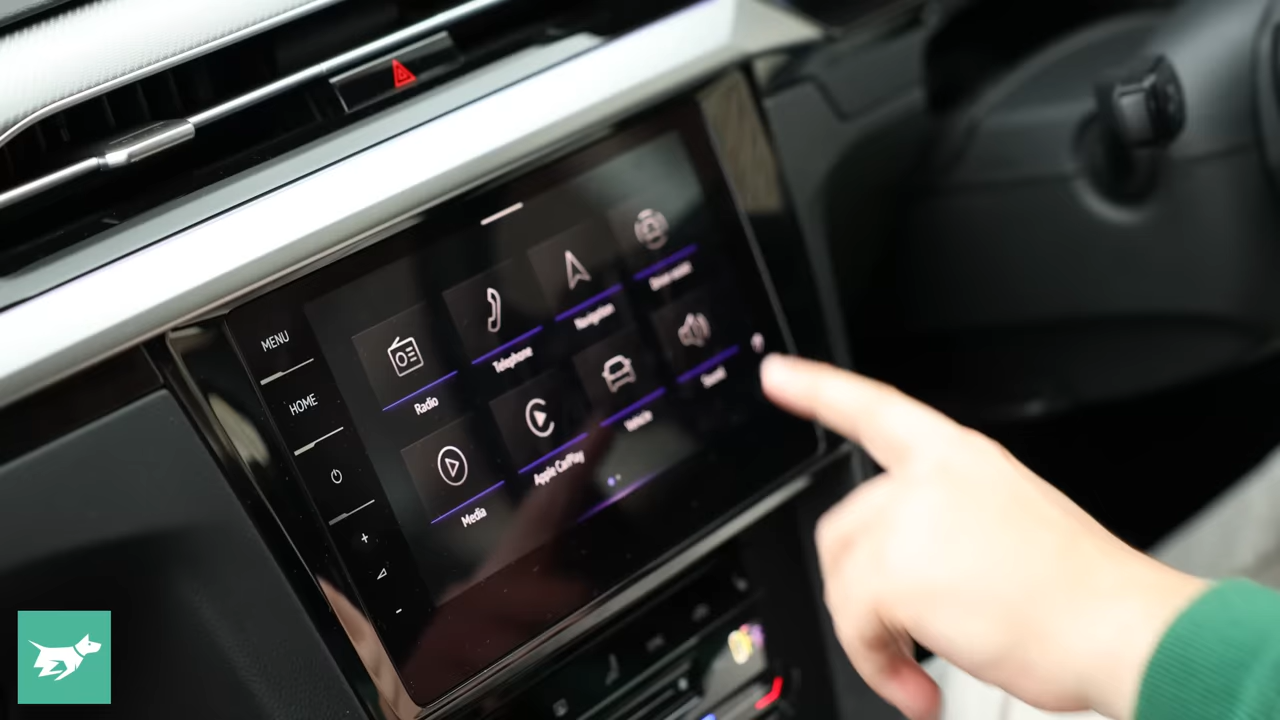 MENU
HOME
Radio
Telephone
Navigation
Media
Apple CarPlay
Vehicle
Sound
+
-